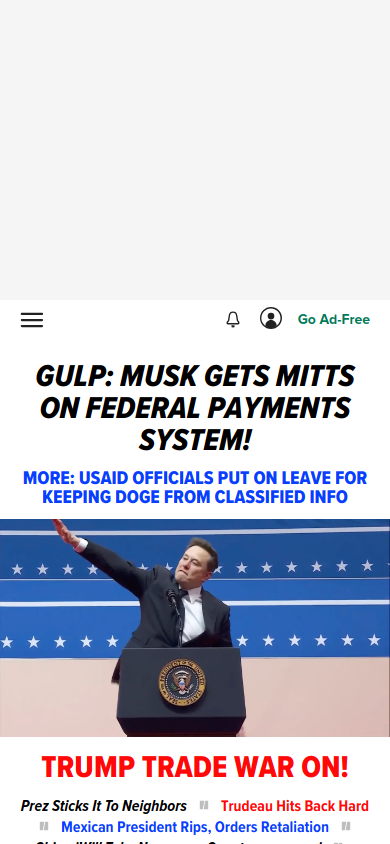 Go Ad-Free
GULP: MUSK GETS MITTS
ON FEDERAL PAYMENTS
SYSTEM!
MORE: USAID OFFICIALS PUT ON LEAVE FOR
KEEPING DOGE FROM CLASSIFIED INFO
TRUMP TRADE WAR ON!
Prez Sticks It To Neighbors // Trudeau Hits Back Hard
// Mexican President Rips, Orders Retaliation //